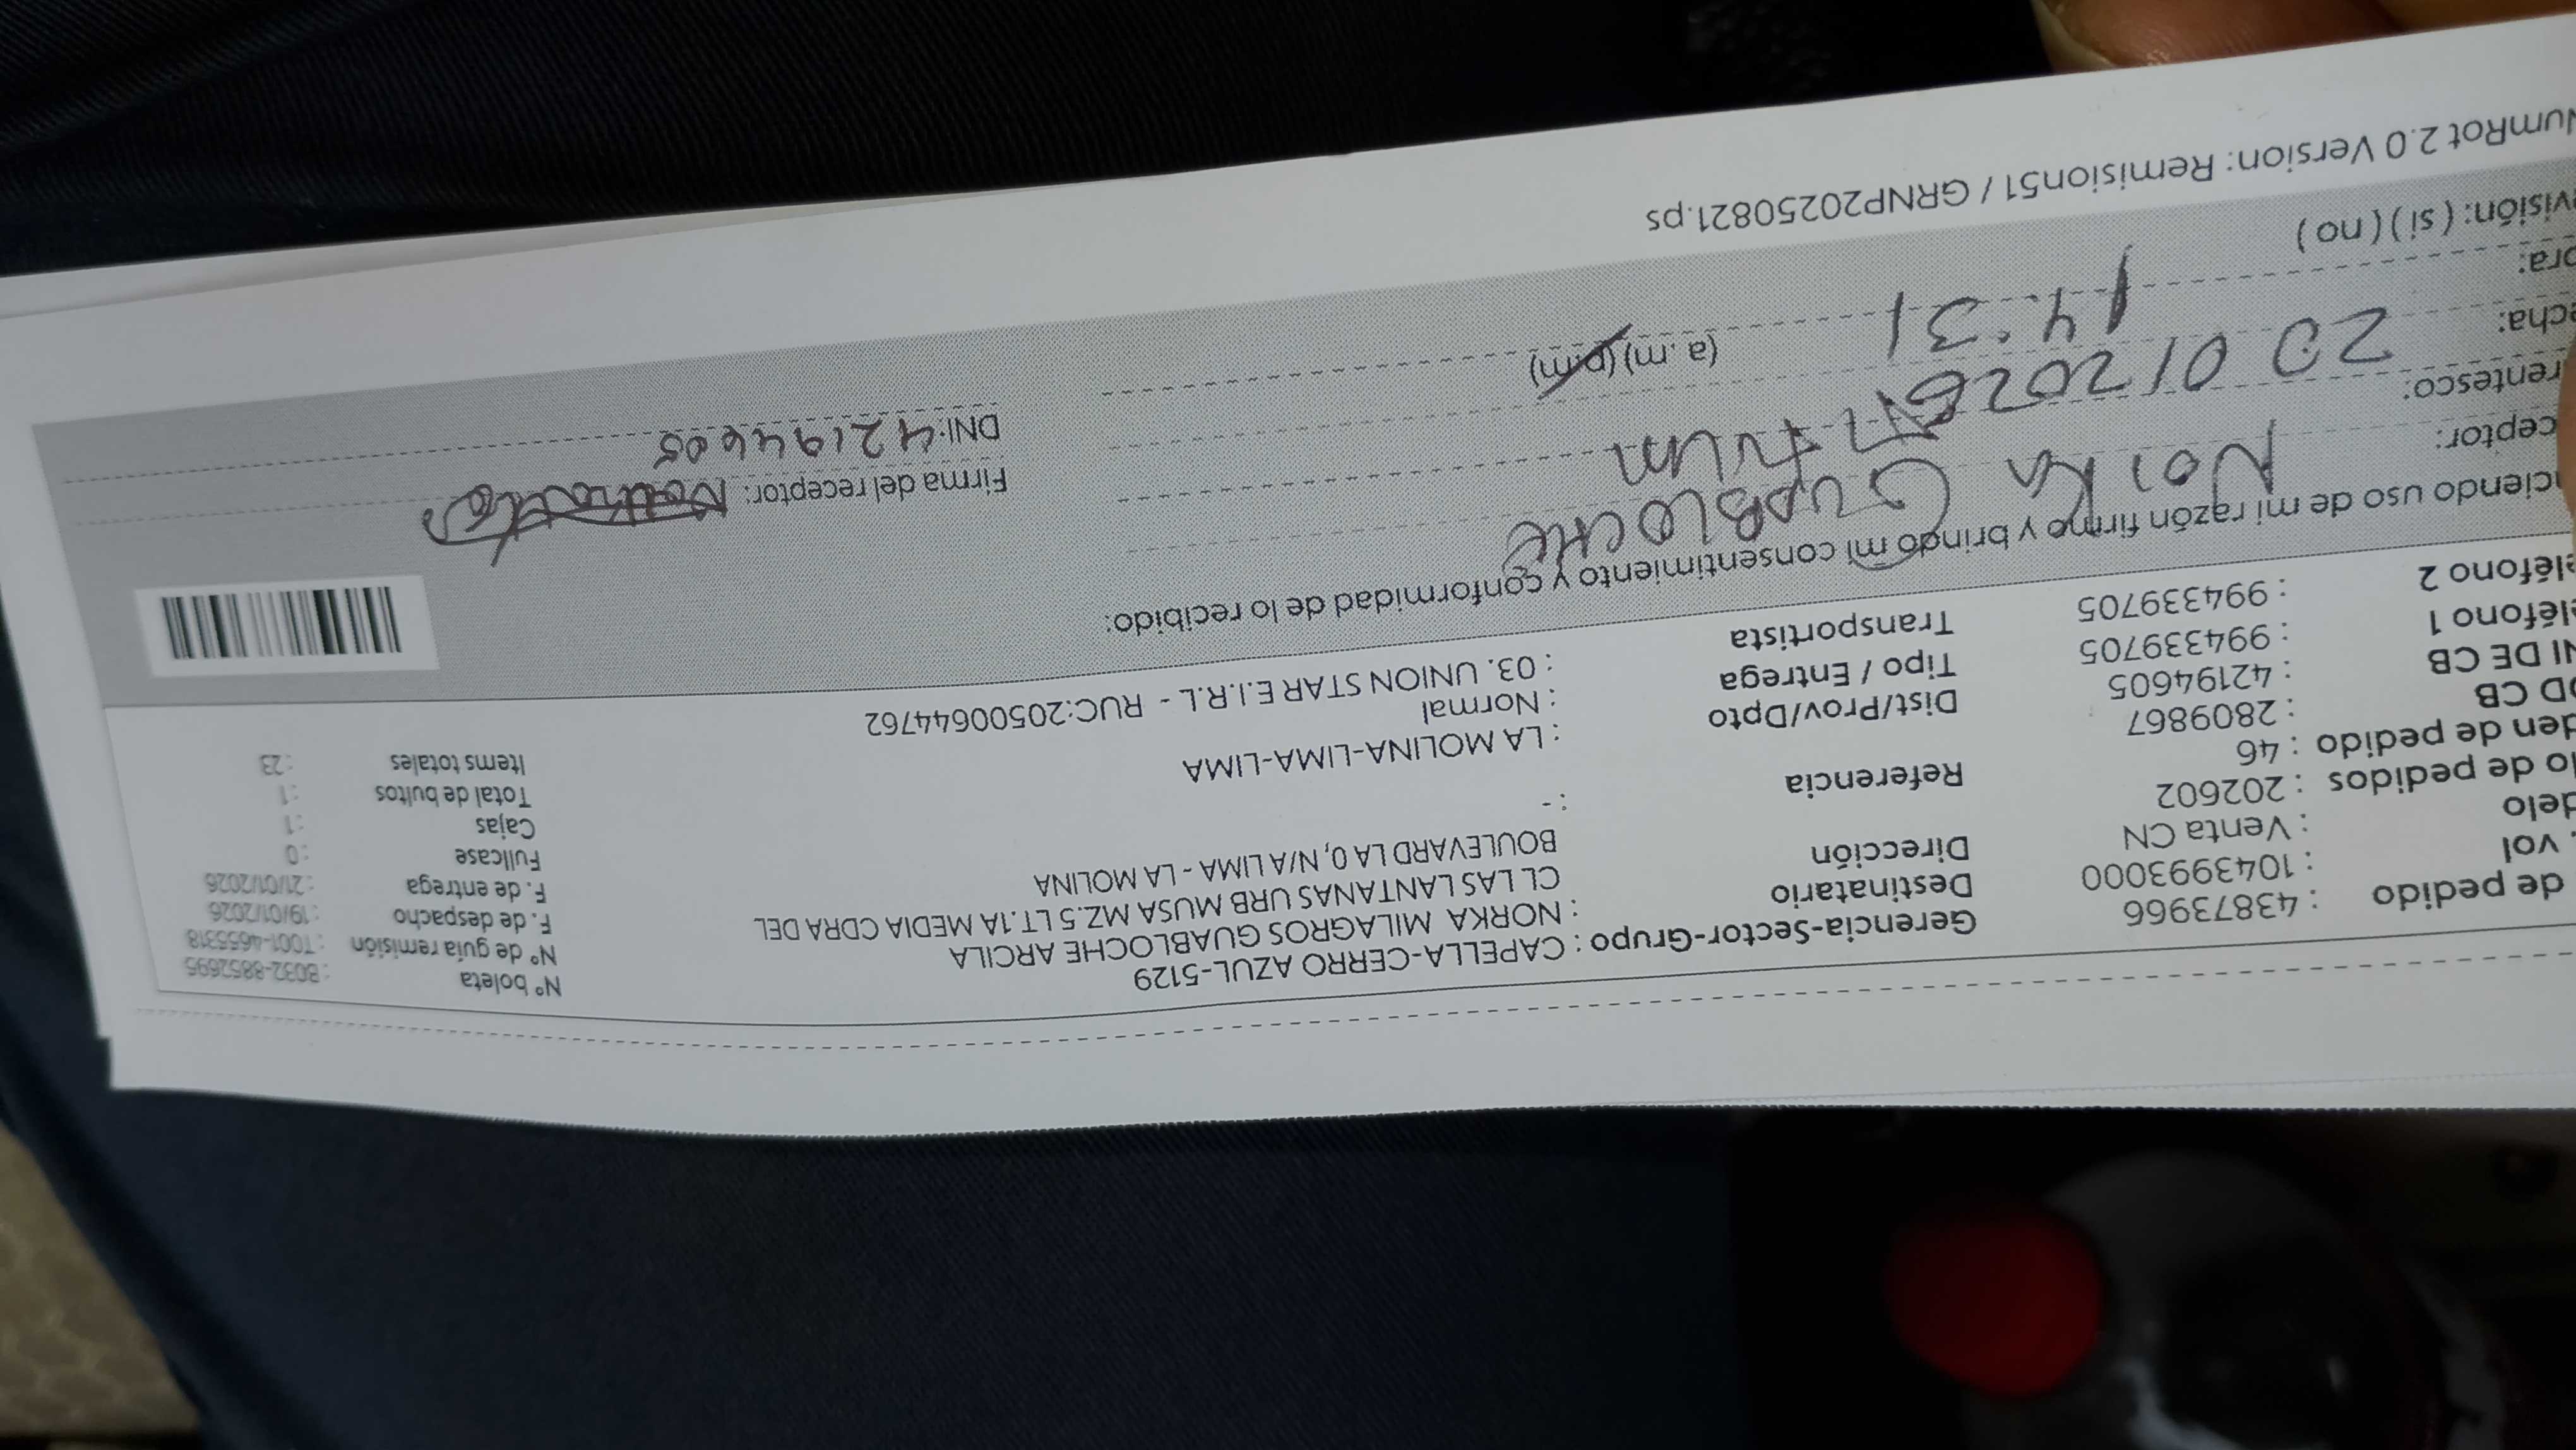 de pedido : 43873966 Gerencia-Sector-Grupo : CAPELLA-CERRO AZUL-5129 N° boleta : B032-8852695
vol : 1043993000 Destinatario : NORKA MILAGROS GUABLOCHE ARCILA N° de guía remisión : T001-4655318
delo : Venta CN Dirección CL LAS LANTANAS URB MUSA MZ.5 LT.1A MEDIA CDRA DEL F. de despacho : 19/01/2026
BOULEVARD LA 0, N/A LIMA - LA MOLINA F. de entrega : 21/01/2026
lo de pedidos : 202602 Referencia : - Fullcase : 0
den de pedido : 46 Dist/Prov/Dpto : LA MOLINA-LIMA-LIMA Cajas : 1
OD CB : 2809867 Tipo / Entrega : Normal Total de bultos : 1
NI DE CB : 42194605 Transportista : 03. UNION STAR E.I.R.L - RUC:20500644762 Items totales : 23
léfono 1 : 994339705
léfono 2 : 994339705
ciendo uso de mi razón firmo y brindo mi consentimiento y conformidad de lo recibido:
ceptor: Norka GUABLOCHE
rentesco: Firma del receptor:
echa: 20 01 2026 DNI: 42194605
ora: 14:31 (a.m) (p.m)
visión: ( si ) ( no )
NumRot 2.0 Version: Remision51 / GRNP20250821.ps